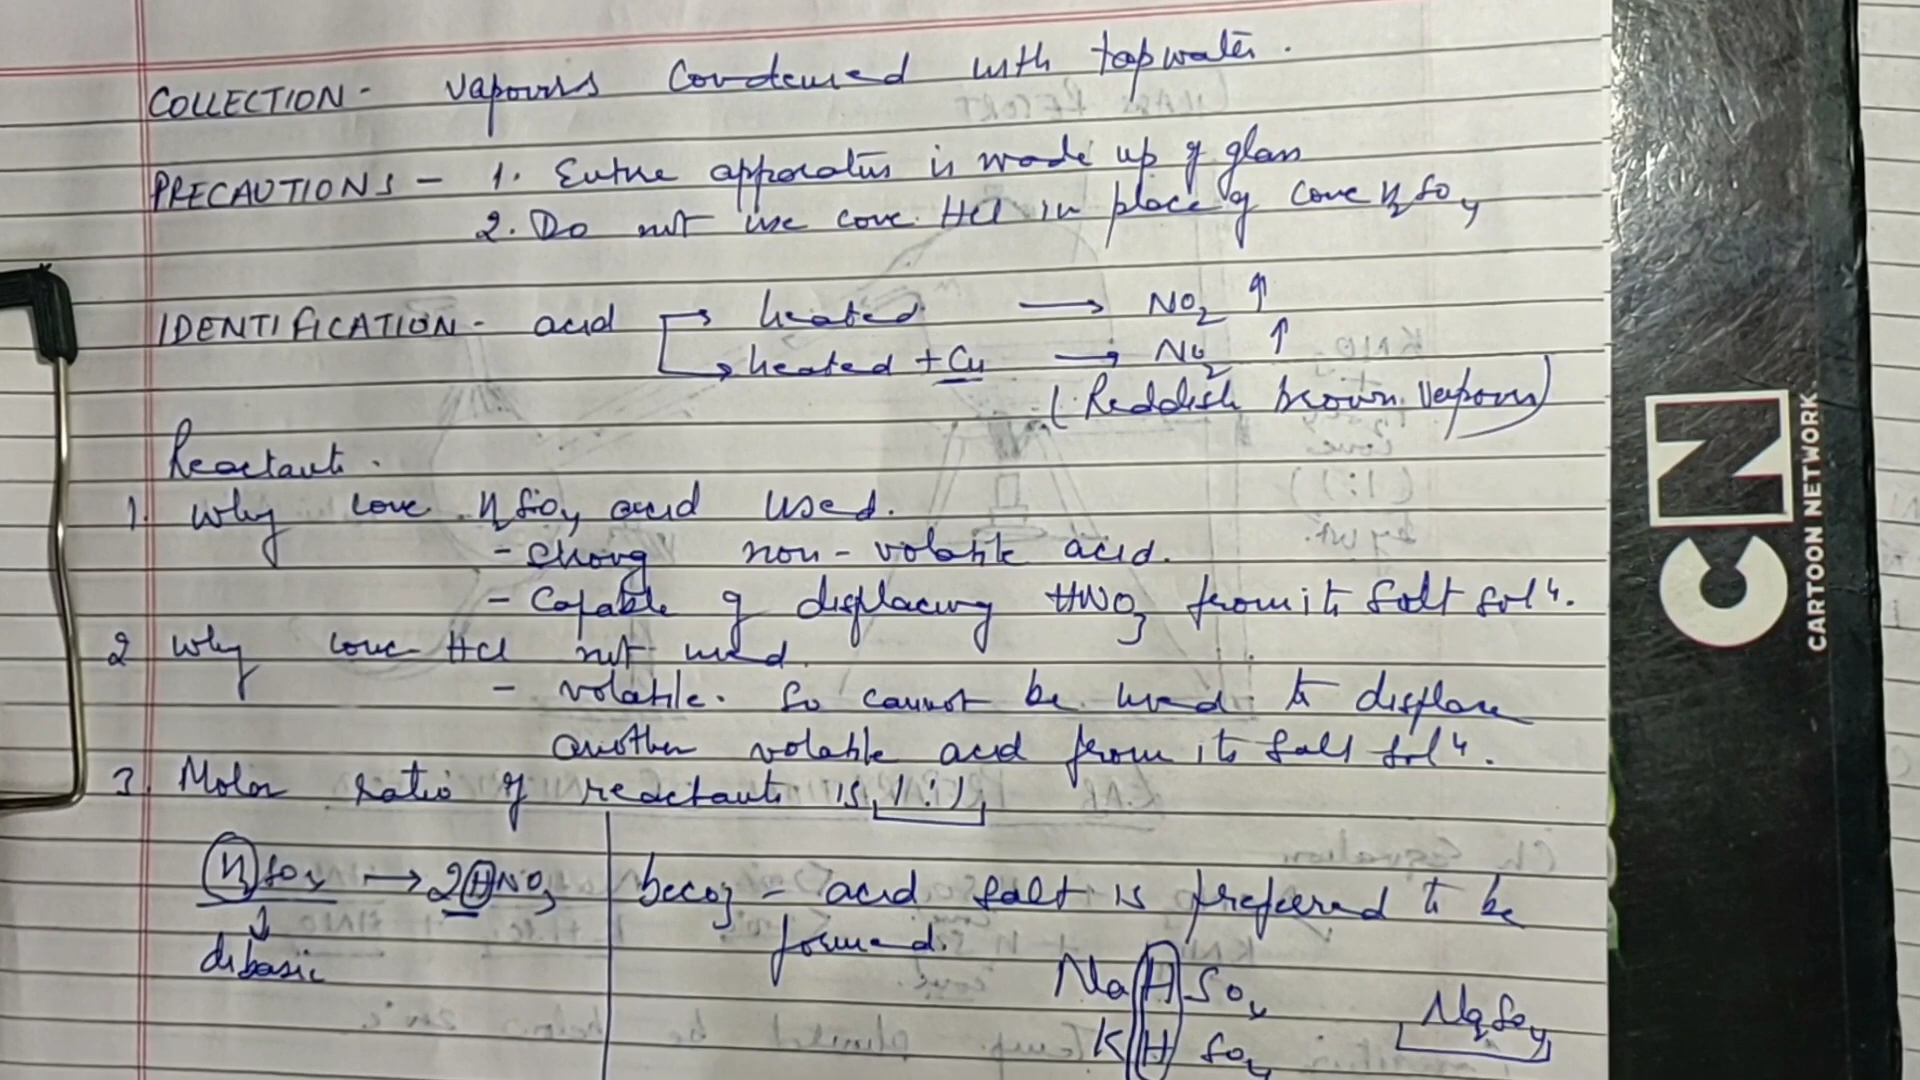 COLLECTION - vapours Condensed with tap water.
PRECAUTIONS - 1. Entire apparatus is made up of glass
2. Do not use conc. HCl in place of conc H2SO4
IDENTIFICATION - acid → heated → NO2 ↑
→ heated + Cu → NO2 ↑
(Reddish brown vapours)
Reactants.
1. Why conc H2SO4 acid used.
- Strong non-volatile acid.
- Capable of displacing HNO3 from its salt solⁿ.
2 Why conc HCl not used.
- volatile. So cannot be used to displace
another volatile acid from its salt solⁿ.
3. Molar ratio of reactants is 1:1
H2SO4 → 2HNO3
↓
dibasic
becoz - acid salt is preferred to be
formed.
NaHSO4
KHSO4
Na2SO4
CN
CARTOON NETWORK